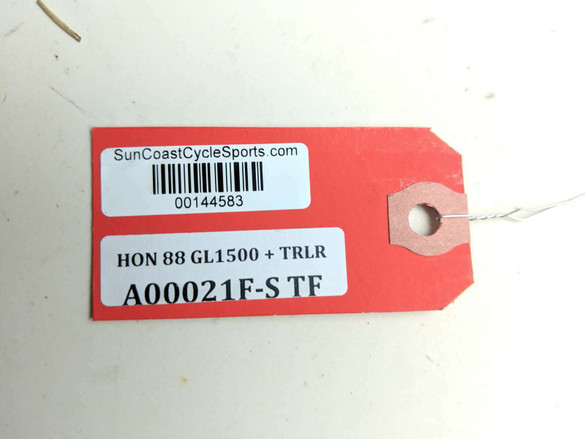 SunCoastCycleSports.com
00144583
HON 88 GL1500 + TRLR
A00021F-S TF